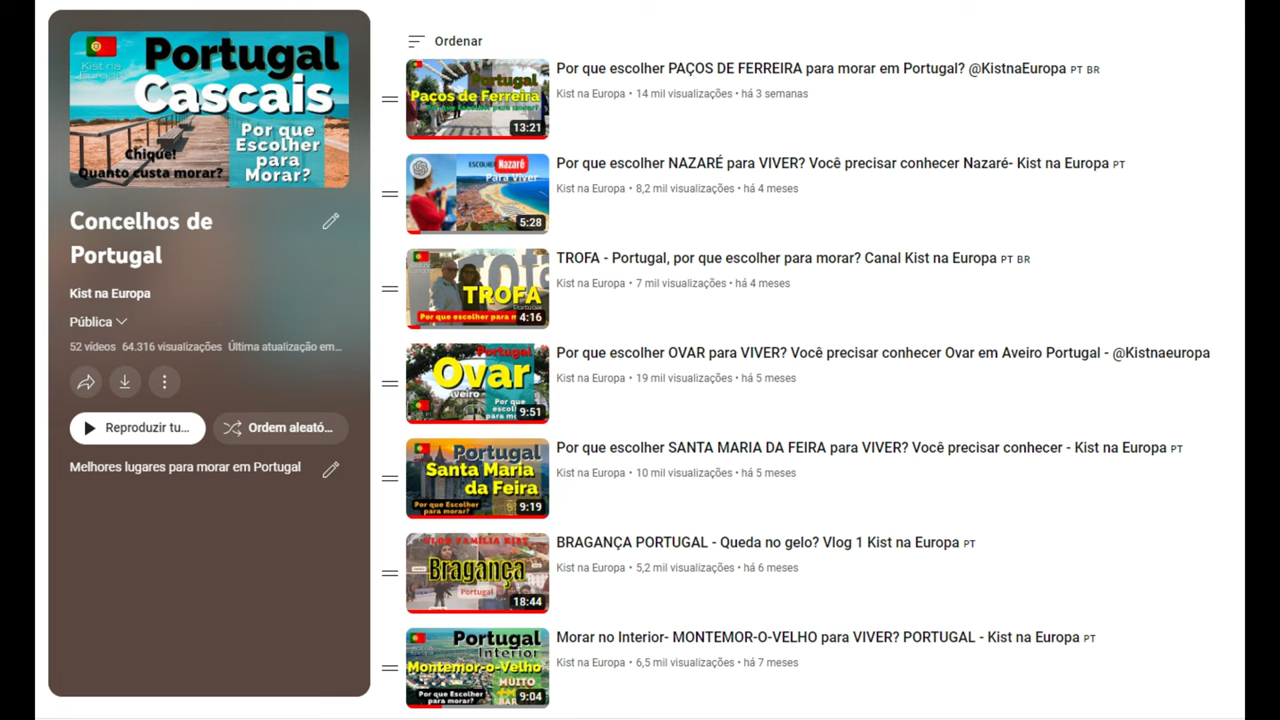 Portugal
Kist na
Europa
Cascais
Por que
Escolher
para
Morar?
Chique!
Quanto custa morar?
Concelhos de
Portugal
Kist na Europa
Pública
52 vídeos 64.316 visualizações Última atualização em…
Reproduzir tu…
Ordem aleató…
Melhores lugares para morar em Portugal
Ordenar
Portugal
Paços de Ferreira
13:21
Por que escolher PAÇOS DE FERREIRA para morar em Portugal? @KistnaEuropa PT BR
Kist na Europa • 14 mil visualizações • há 3 semanas
ESCOLHER Nazaré
Para Viver
5:28
Por que escolher NAZARÉ para VIVER? Você precisar conhecer Nazaré- Kist na Europa PT
Kist na Europa • 8,2 mil visualizações • há 4 meses
TROFA
Portugal
Por que escolher para m
4:16
TROFA - Portugal, por que escolher para morar? Canal Kist na Europa PT BR
Kist na Europa • 7 mil visualizações • há 4 meses
Portugal
Ovar
Aveiro
Por que
9:51
Por que escolher OVAR para VIVER? Você precisar conhecer Ovar em Aveiro Portugal - @Kistnaeuropa
Kist na Europa • 19 mil visualizações • há 5 meses
Portugal
Santa Maria
da Feira
Por que Escolher
para morar?
9:19
Por que escolher SANTA MARIA DA FEIRA para VIVER? Você precisar conhecer - Kist na Europa PT
Kist na Europa • 10 mil visualizações • há 5 meses
VLOG FAMÍLIA KIST
Bragança
Portugal
18:44
BRAGANÇA PORTUGAL - Queda no gelo? Vlog 1 Kist na Europa PT
Kist na Europa • 5,2 mil visualizações • há 6 meses
Portugal
Interior
Montemor-o-Velho
MUITO
Por que Escolher
para morar?
9:04
Morar no Interior- MONTEMOR-O-VELHO para VIVER? PORTUGAL - Kist na Europa PT
Kist na Europa • 6,5 mil visualizações • há 7 meses